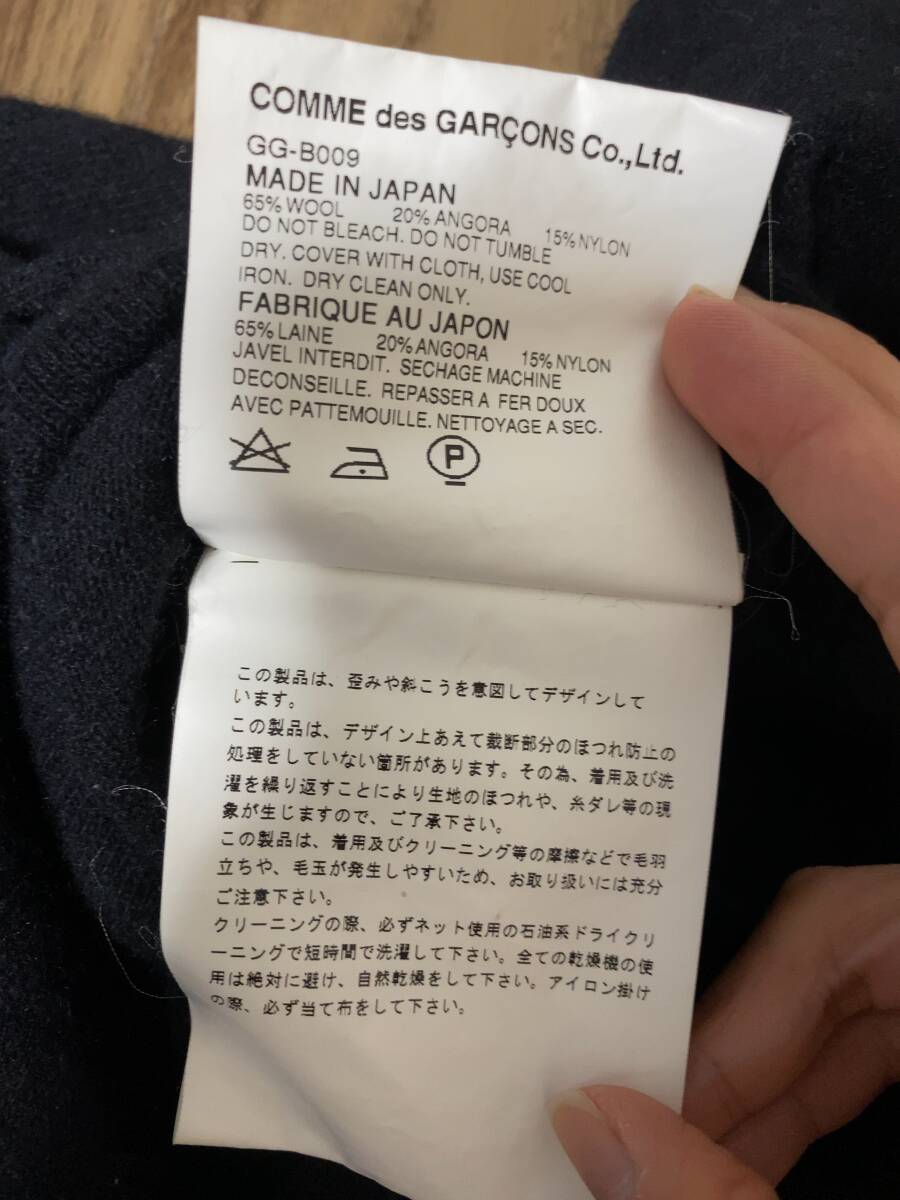 COMME des GARÇONS Co.,Ltd.
GG-B009
MADE IN JAPAN
65% WOOL 20% ANGORA 15% NYLON
DO NOT BLEACH. DO NOT TUMBLE
DRY. COVER WITH CLOTH, USE COOL
IRON. DRY CLEAN ONLY.
FABRIQUE AU JAPON
65% LAINE 20% ANGORA 15% NYLON
JAVEL INTERDIT. SECHAGE MACHINE
DECONSEILLE. REPASSER A FER DOUX
AVEC PATTEMOUILLE. NETTOYAGE A SEC.
P
この製品は、歪みや斜こうを意図してデザインして
います。
この製品は、デザイン上あえて裁断部分のほつれ防止の
処理をしていない箇所があります。その為、着用及び洗
濯を繰り返すことにより生地のほつれや、糸ダレ等の現
象が生じますので、ご了承下さい。
この製品は、着用及びクリーニング等の摩擦などで毛羽
立ちや、毛玉が発生しやすいため、お取り扱いには充分
ご注意下さい。
クリーニングの際、必ずネット使用の石油系ドライクリ
ーニングで短時間で洗濯して下さい。全ての乾燥機の使
用は絶対に避け、自然乾燥をして下さい。アイロン掛け
の際、必ず当て布をして下さい。